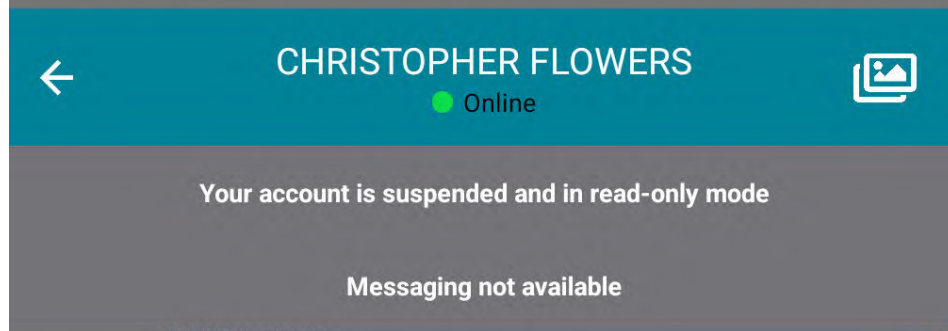 CHRISTOPHER FLOWERS
Online
Your account is suspended and in read-only mode
Messaging not available